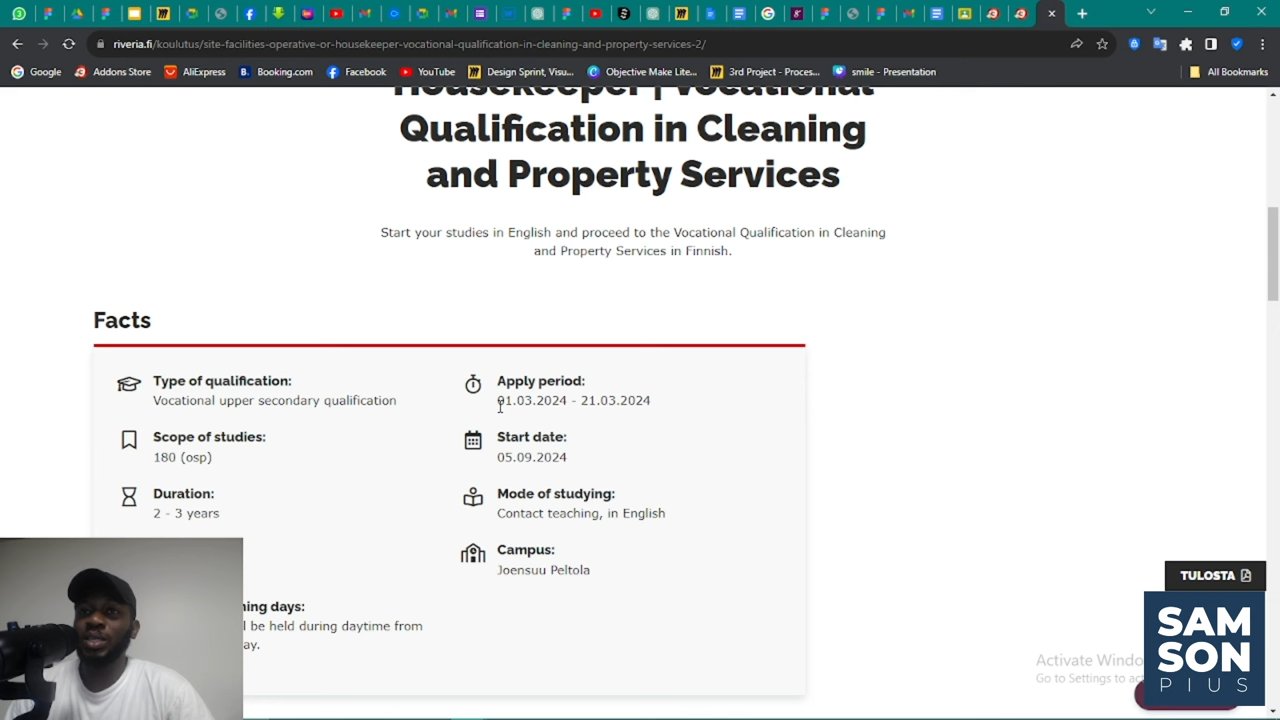 riveria.fi/koulutus/site-facilities-operative-or-housekeeper-vocational-qualification-in-cleaning-and-property-services-2/
Google
Addons Store
AliExpress
Booking.com
Facebook
YouTube
Design Sprint, Visu...
Objective Make Lite...
3rd Project - Proces...
smile - Presentation
All Bookmarks
Housekeeper | Vocational
Qualification in Cleaning
and Property Services
Start your studies in English and proceed to the Vocational Qualification in Cleaning
and Property Services in Finnish.
Facts
Type of qualification:
Vocational upper secondary qualification
Apply period:
01.03.2024 - 21.03.2024
Scope of studies:
180 (osp)
Start date:
05.09.2024
Duration:
2 - 3 years
Mode of studying:
Contact teaching, in English
Campus:
Joensuu Peltola
days:
be held during daytime from
TULOSTA
SAM
SON
PIUS
Activate
Go to Settings to